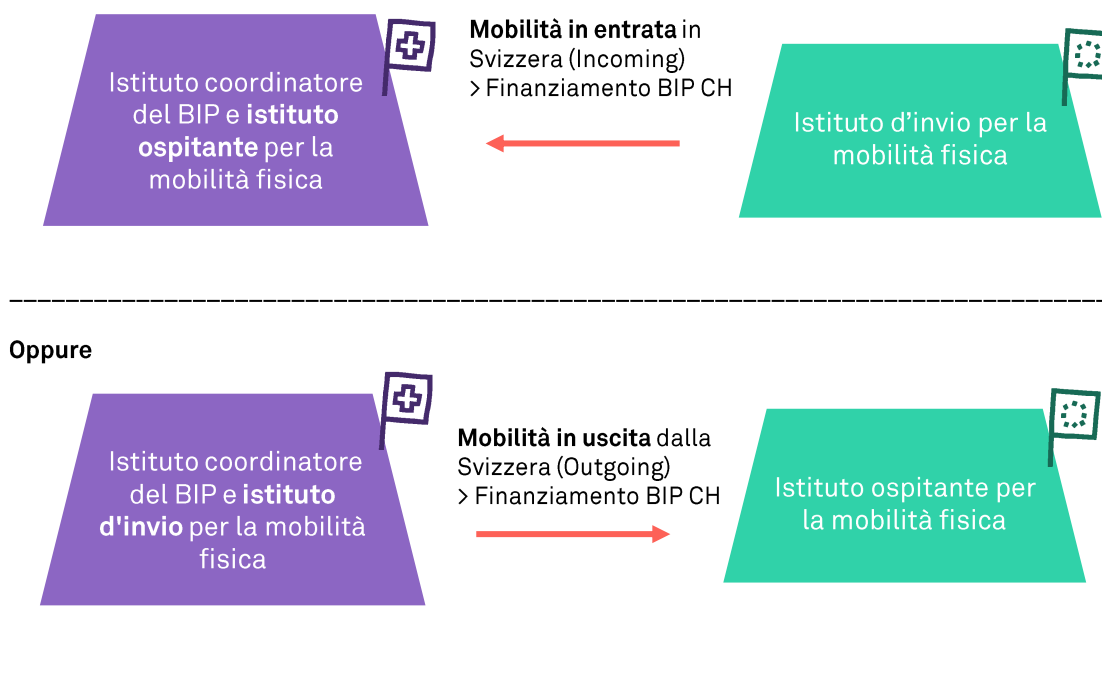 Istituto coordinatore
del BIP e istituto
ospitante per la
mobilità fisica
Mobilità in entrata in
Svizzera (Incoming)
> Finanziamento BIP CH
Istituto d’invio per la
mobilità fisica
Oppure
Istituto coordinatore
del BIP e istituto
d'invio per la mobilità
fisica
Mobilità in uscita dalla
Svizzera (Outgoing)
> Finanziamento BIP CH
Istituto ospitante per
la mobilità fisica